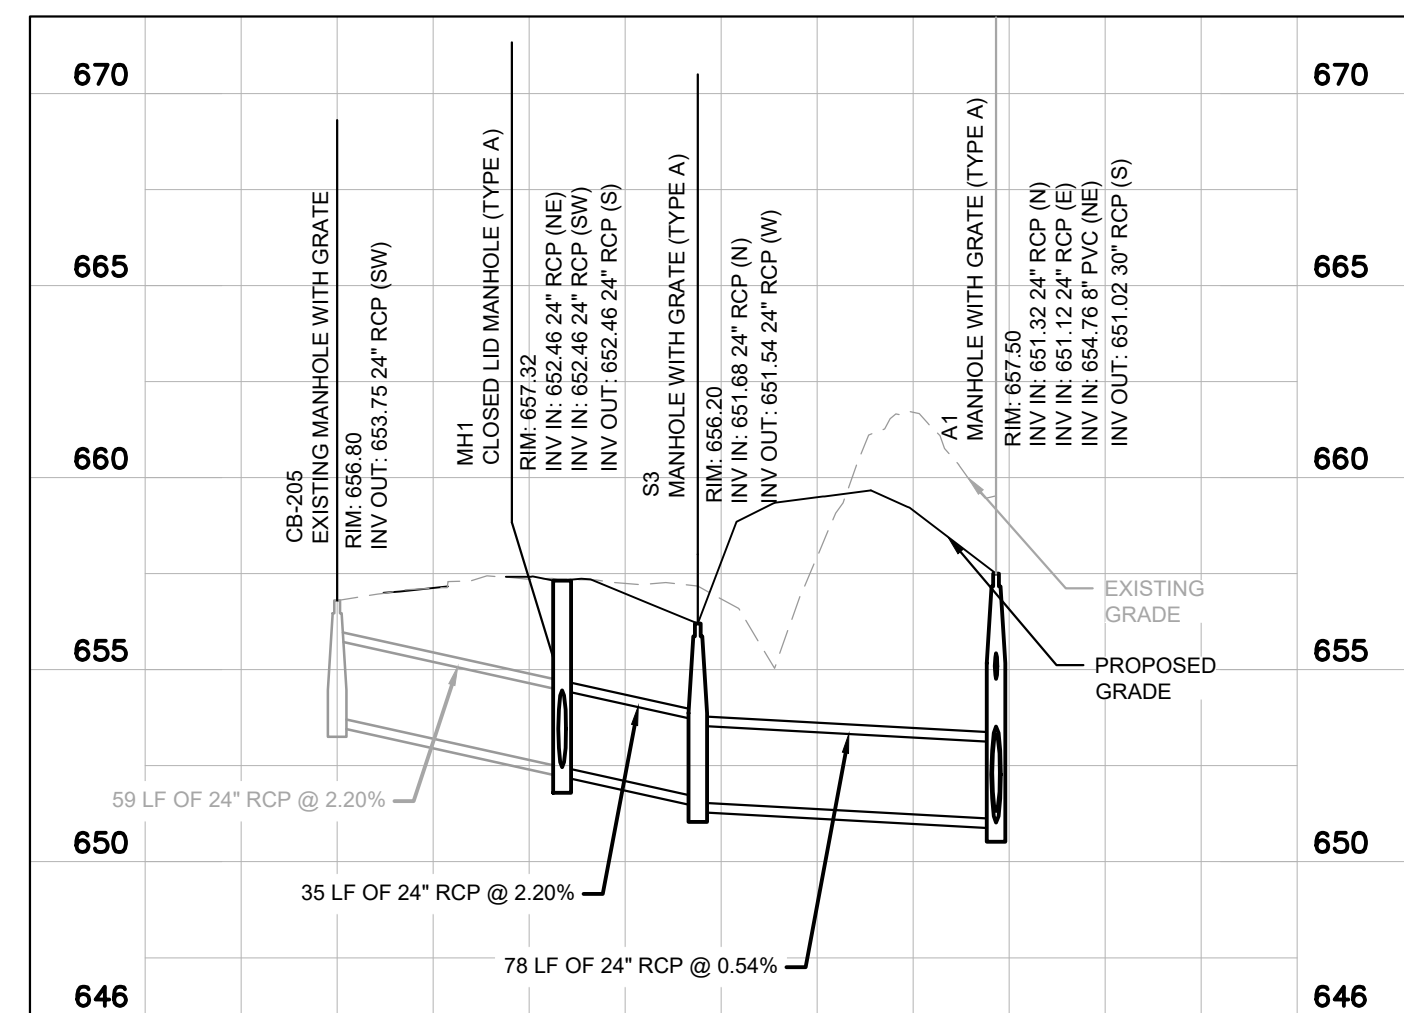 670
670
665
665
660
660
655
655
650
650
646
646
CB-205
EXISTING MANHOLE WITH GRATE
RIM: 656.80
INV OUT: 653.75 24" RCP (SW)
MH1
CLOSED LID MANHOLE (TYPE A)
RIM: 657.32
INV IN: 652.46 24" RCP (NE)
INV IN: 652.46 24" RCP (SW)
INV OUT: 652.46 24" RCP (S)
S3
MANHOLE WITH GRATE (TYPE A)
RIM: 656.20
INV IN: 651.68 24" RCP (N)
INV OUT: 651.54 24" RCP (W)
A1
MANHOLE WITH GRATE (TYPE A)
RIM: 657.50
INV IN: 651.32 24" RCP (N)
INV IN: 651.12 24" RCP (E)
INV IN: 654.76 8" PVC (NE)
INV OUT: 651.02 30" RCP (S)
EXISTING
GRADE
PROPOSED
GRADE
59 LF OF 24" RCP @ 2.20%
35 LF OF 24" RCP @ 2.20%
78 LF OF 24" RCP @ 0.54%